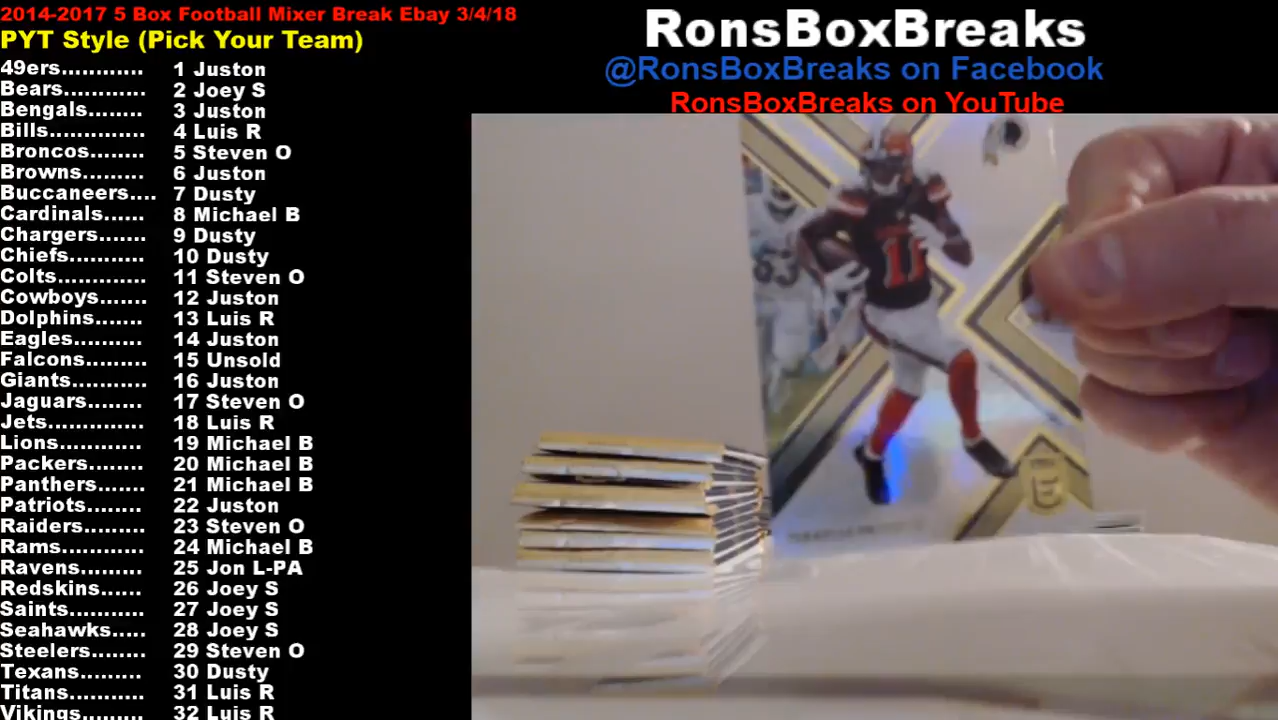 2014-2017 5 Box Football Mixer Break Ebay 3/4/18
PYT Style (Pick Your Team)
49ers............ 1 Juston
Bears............ 2 Joey S
Bengals........ 3 Juston
Bills.............. 4 Luis R
Broncos........ 5 Steven O
Browns......... 6 Juston
Buccaneers.... 7 Dusty
Cardinals...... 8 Michael B
Chargers....... 9 Dusty
Chiefs........... 10 Dusty
Colts............. 11 Steven O
Cowboys....... 12 Juston
Dolphins....... 13 Luis R
Eagles.......... 14 Juston
Falcons......... 15 Unsold
Giants........... 16 Juston
Jaguars........ 17 Steven O
Jets.............. 18 Luis R
Lions............ 19 Michael B
Packers........ 20 Michael B
Panthers....... 21 Michael B
Patriots........ 22 Juston
Raiders......... 23 Steven O
Rams............ 24 Michael B
Ravens......... 25 Jon L-PA
Redskins...... 26 Joey S
Saints........... 27 Joey S
Seahawks..... 28 Joey S
Steelers........ 29 Steven O
Texans......... 30 Dusty
Titans........... 31 Luis R
Vikings......... 32 Luis R
RonsBoxBreaks
@RonsBoxBreaks on Facebook
RonsBoxBreaks on YouTube
63
11